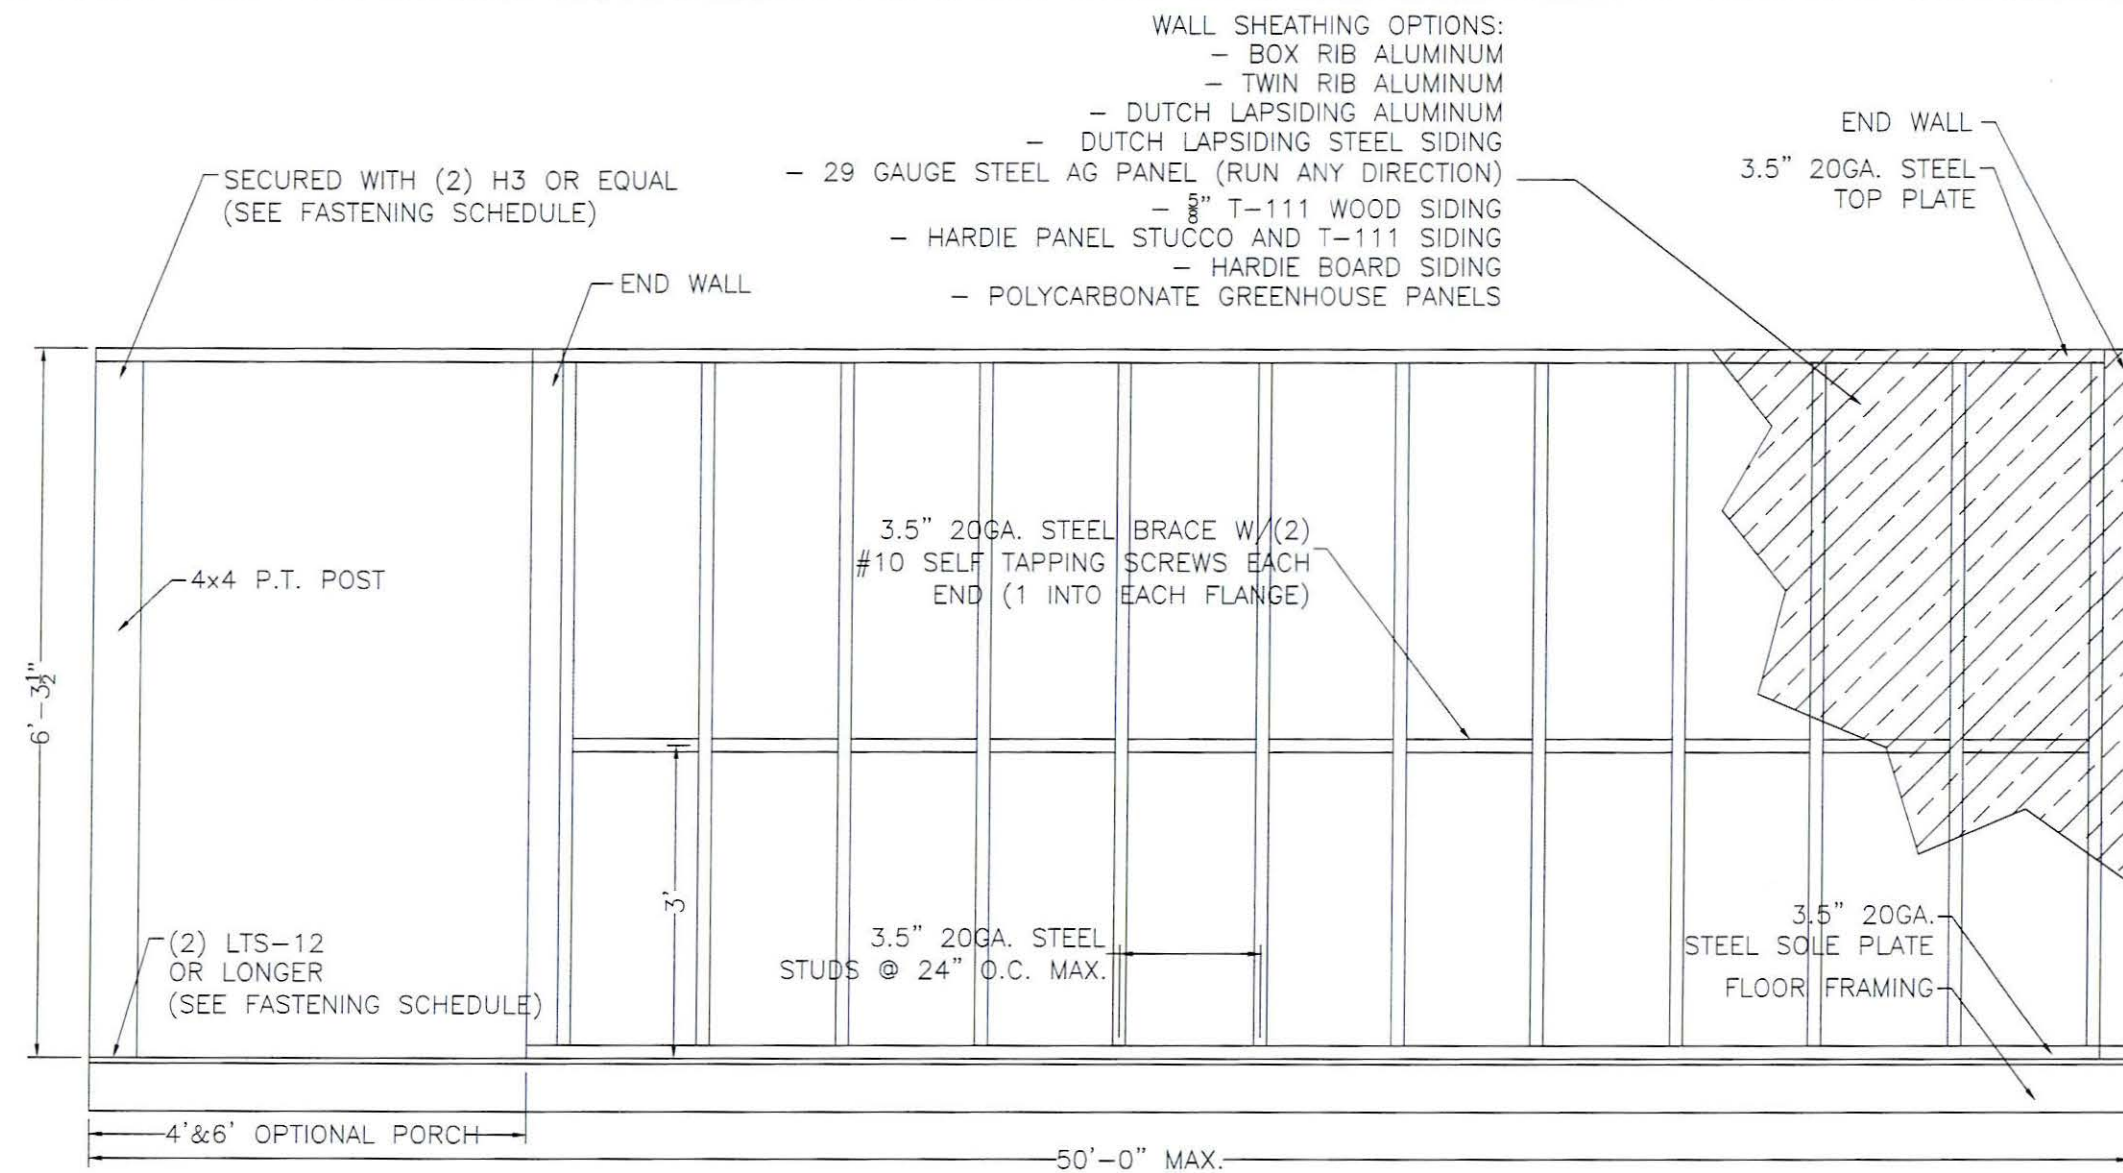 WALL SHEATHING OPTIONS:
– BOX RIB ALUMINUM
– TWIN RIB ALUMINUM
– DUTCH LAPSIDING ALUMINUM
– DUTCH LAPSIDING STEEL SIDING
– 29 GAUGE STEEL AG PANEL (RUN ANY DIRECTION)
– 5/8" T–111 WOOD SIDING
– HARDIE PANEL STUCCO AND T–111 SIDING
– HARDIE BOARD SIDING
– POLYCARBONATE GREENHOUSE PANELS
END WALL
3.5" 20GA. STEEL
TOP PLATE
SECURED WITH (2) H3 OR EQUAL
(SEE FASTENING SCHEDULE)
END WALL
3.5" 20GA. STEEL BRACE W/(2)
#10 SELF TAPPING SCREWS EACH
END (1 INTO EACH FLANGE)
4x4 P.T. POST
6'–3½"
3'
(2) LTS–12
OR LONGER
(SEE FASTENING SCHEDULE)
3.5" 20GA. STEEL
STUDS @ 24" O.C. MAX.
3.5" 20GA.
STEEL SOLE PLATE
FLOOR FRAMING
4'&6' OPTIONAL PORCH
50'–0" MAX.